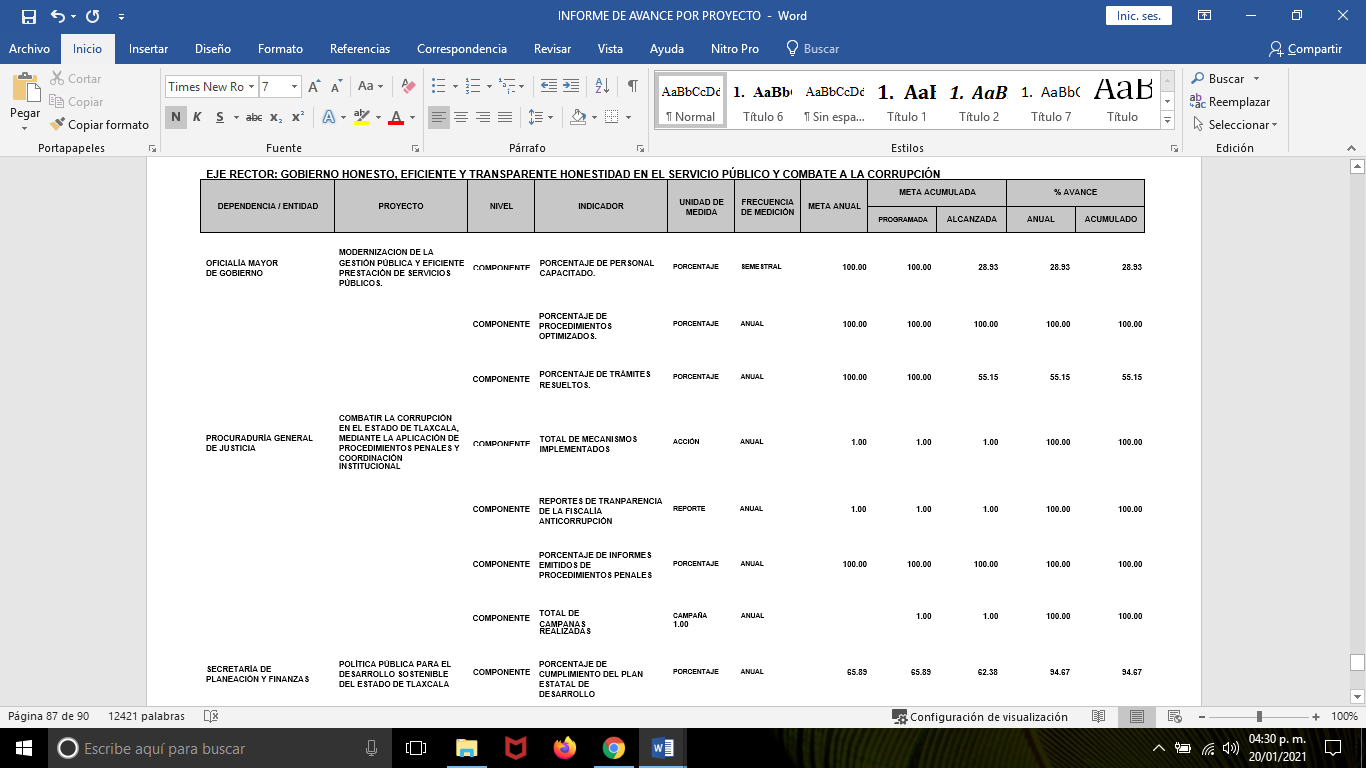 INFORME DE AVANCE POR PROYECTO - Word
Inic. ses.
Archivo Inicio Insertar Diseño Formato Referencias Correspondencia Revisar Vista Ayuda Nitro Pro Buscar Compartir
Pegar
Cortar
Copiar
Copiar formato
Portapapeles
Times New Ro 7
N K S abc x₂ x²
Fuente
Párrafo
AaBbCcDd 1. AaBb( AaBbCcDd 1. AaB 1. AaB 1. AaBbC AaB
¶ Normal Título 6 ¶ Sin espa... Título 1 Título 2 Título 7 Título
Estilos
Buscar
Reemplazar
Seleccionar
Edición
EJE RECTOR: GOBIERNO HONESTO, EFICIENTE Y TRANSPARENTE HONESTIDAD EN EL SERVICIO PÚBLICO Y COMBATE A LA CORRUPCIÓN
DEPENDENCIA / ENTIDAD PROYECTO NIVEL INDICADOR UNIDAD DE MEDIDA FRECUENCIA DE MEDICIÓN META ANUAL META ACUMULADA % AVANCE
PROGRAMADA ALCANZADA ANUAL ACUMULADO
OFICIALÍA MAYOR
DE GOBIERNO
MODERNIZACION DE LA
GESTIÓN PÚBLICA Y EFICIENTE
PRESTACIÓN DE SERVICIOS
PÚBLICOS.
COMPONENTE
PORCENTAJE DE PERSONAL
CAPACITADO.
PORCENTAJE SEMESTRAL 100.00 100.00 28.93 28.93 28.93
COMPONENTE
PORCENTAJE DE
PROCEDIMIENTOS
OPTIMIZADOS.
PORCENTAJE ANUAL 100.00 100.00 100.00 100.00 100.00
COMPONENTE
PORCENTAJE DE TRÁMITES
RESUELTOS.
PORCENTAJE ANUAL 100.00 100.00 55.15 55.15 55.15
PROCURADURÍA GENERAL
DE JUSTICIA
COMBATIR LA CORRUPCIÓN
EN EL ESTADO DE TLAXCALA,
MEDIANTE LA APLICACIÓN DE
PROCEDIMIENTOS PENALES Y
COORDINACIÓN
INSTITUCIONAL
COMPONENTE
TOTAL DE MECANISMOS
IMPLEMENTADOS
ACCIÓN ANUAL 1.00 1.00 1.00 100.00 100.00
COMPONENTE
REPORTES DE TRANPARENCIA
DE LA FISCALÍA
ANTICORRUPCIÓN
REPORTE ANUAL 1.00 1.00 1.00 100.00 100.00
COMPONENTE
PORCENTAJE DE INFORMES
EMITIDOS DE
PROCEDIMIENTOS PENALES
PORCENTAJE ANUAL 100.00 100.00 100.00 100.00 100.00
COMPONENTE
TOTAL DE
CAMPAÑAS
REALIZADAS
CAMPAÑA
1.00
ANUAL 1.00 1.00 100.00 100.00
SECRETARÍA DE
PLANEACIÓN Y FINANZAS
POLÍTICA PÚBLICA PARA EL
DESARROLLO SOSTENIBLE
DEL ESTADO DE TLAXCALA
COMPONENTE
PORCENTAJE DE
CUMPLIMIENTO DEL PLAN
ESTATAL DE
DESARROLLO
PORCENTAJE ANUAL 65.89 65.89 62.38 94.67 94.67
Página 87 de 90 12421 palabras Configuración de visualización 100%
Escribe aquí para buscar
04:30 p. m.
20/01/2021